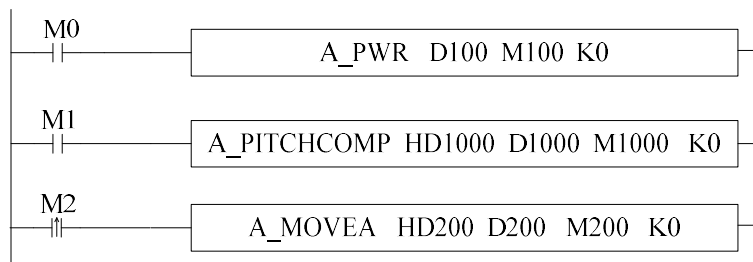 M0
A_PWR D100 M100 K0
M1
A_PITCHCOMP HD1000 D1000 M1000 K0
M2
A_MOVEA HD200 D200 M200 K0